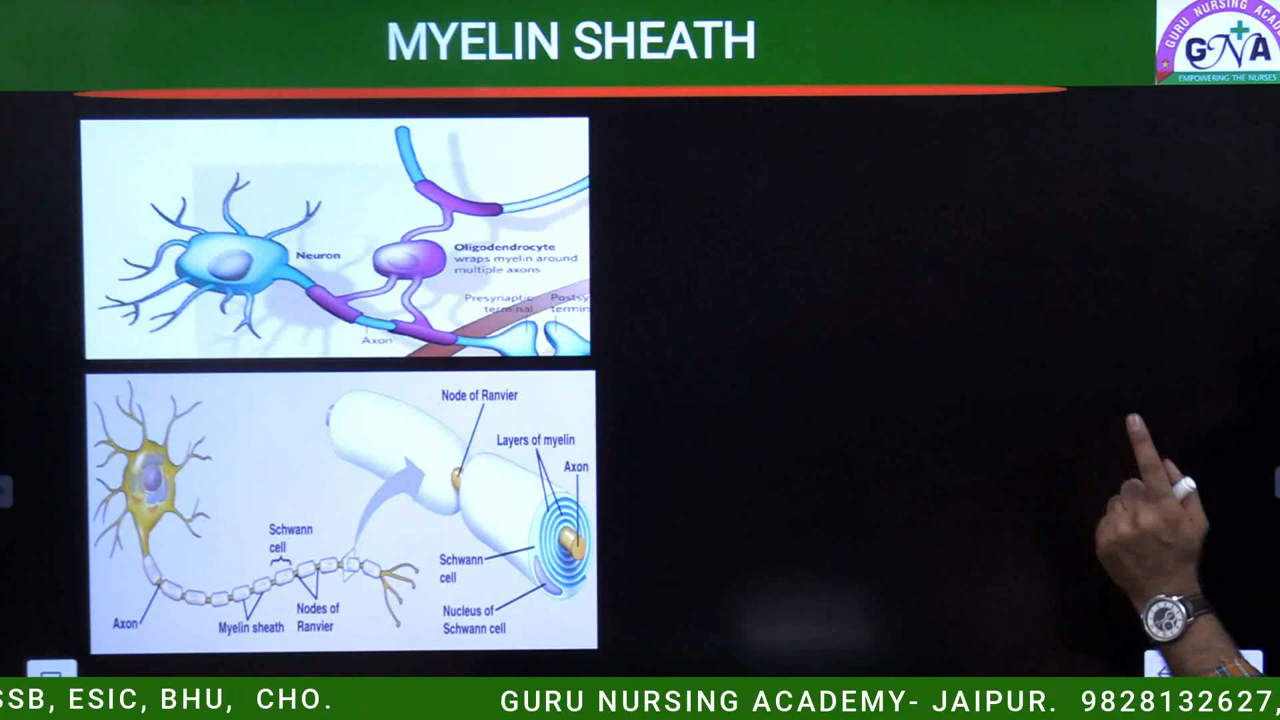 MYELIN SHEATH
GURU NURSING
GNA
EMPOWERING THE NURSES
Neuron
Oligodendrocyte
wraps myelin around
multiple axons
Presynaptic
terminal
Axon
Node of Ranvier
Layers of myelin
Axon
Schwann
cell
Schwann
cell
Nucleus of
Schwann cell
Axon
Myelin sheath
Nodes of
Ranvier
SSB, ESIC, BHU, CHO. GURU NURSING ACADEMY- JAIPUR. 9828132627,